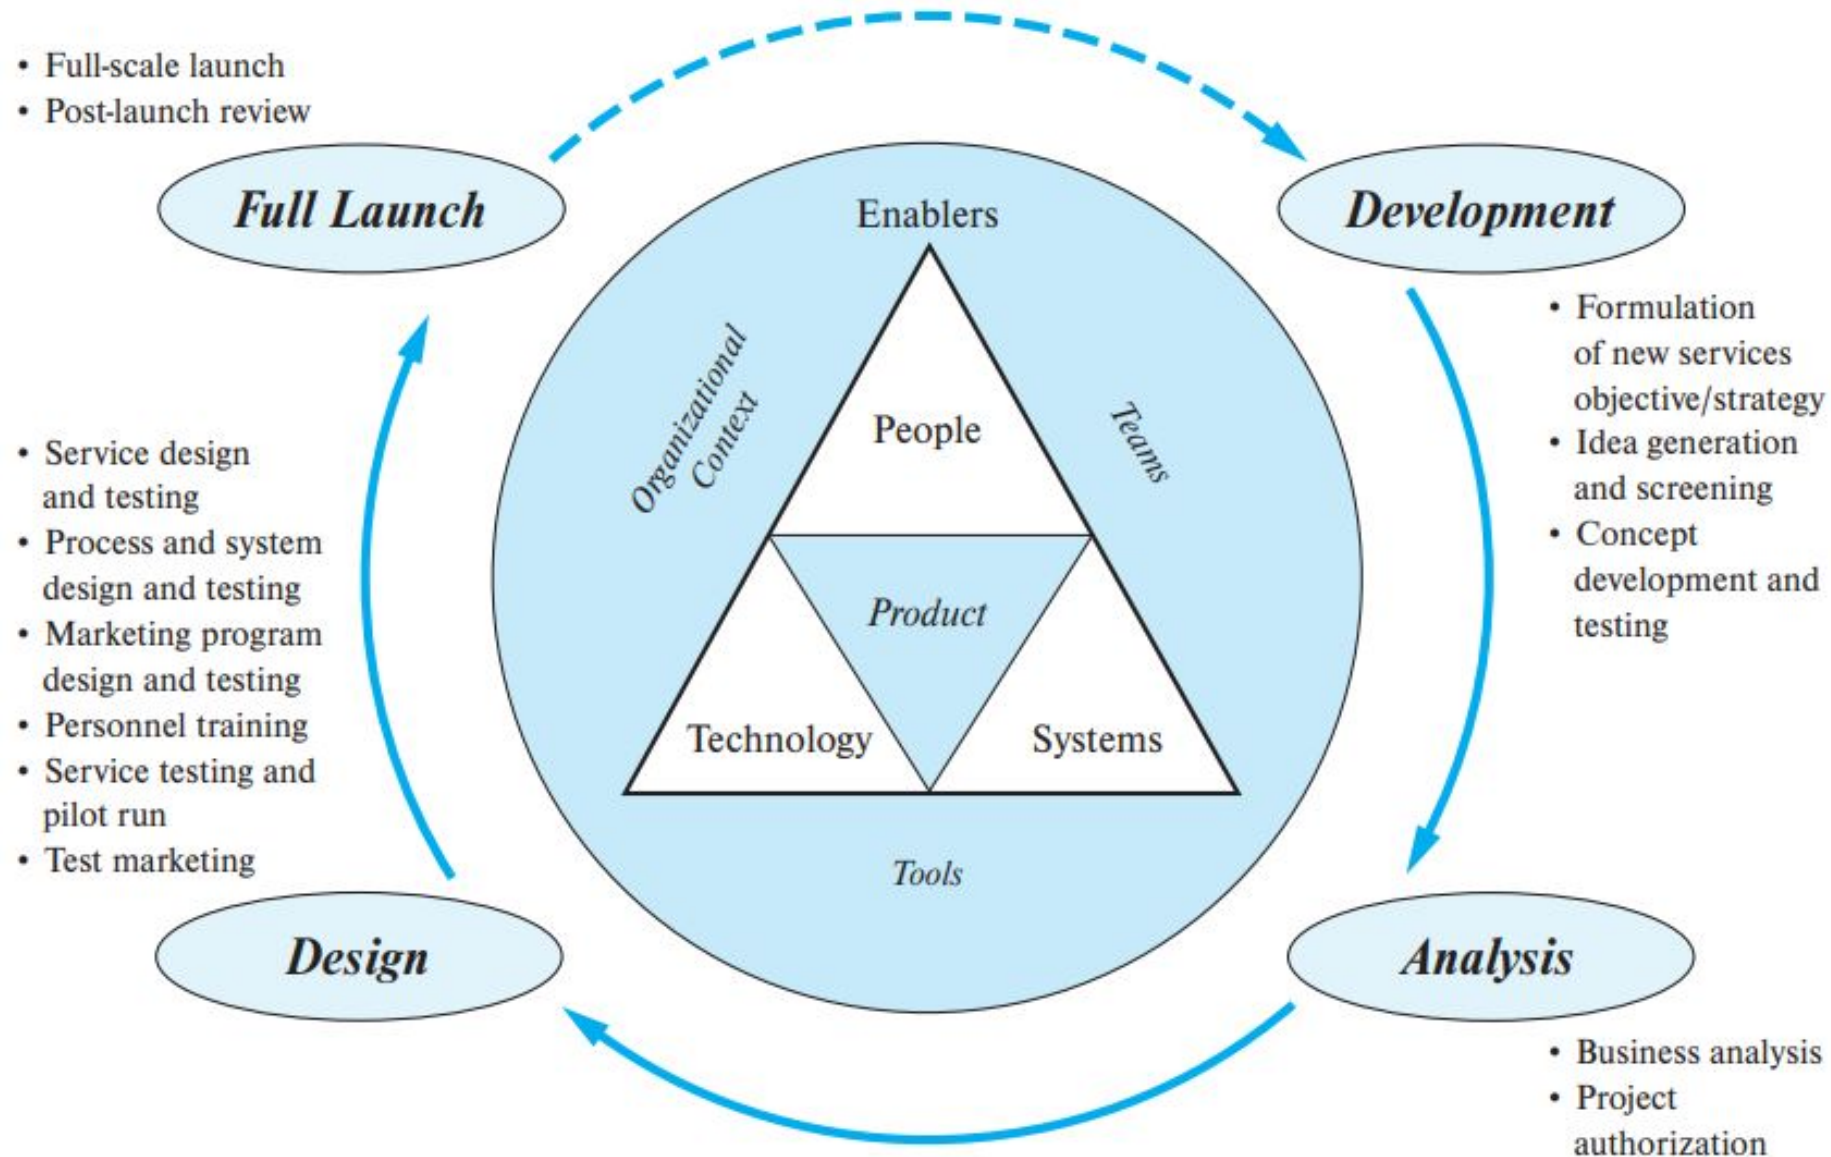 • Full-scale launch
• Post-launch review
Full Launch
Development
• Formulation
of new services
objective/strategy
• Idea generation
and screening
• Concept
development and
testing
Enablers
Organizational
Context
Teams
People
Product
Technology
Systems
Tools
• Service design
and testing
• Process and system
design and testing
• Marketing program
design and testing
• Personnel training
• Service testing and
pilot run
• Test marketing
Design
Analysis
• Business analysis
• Project
authorization